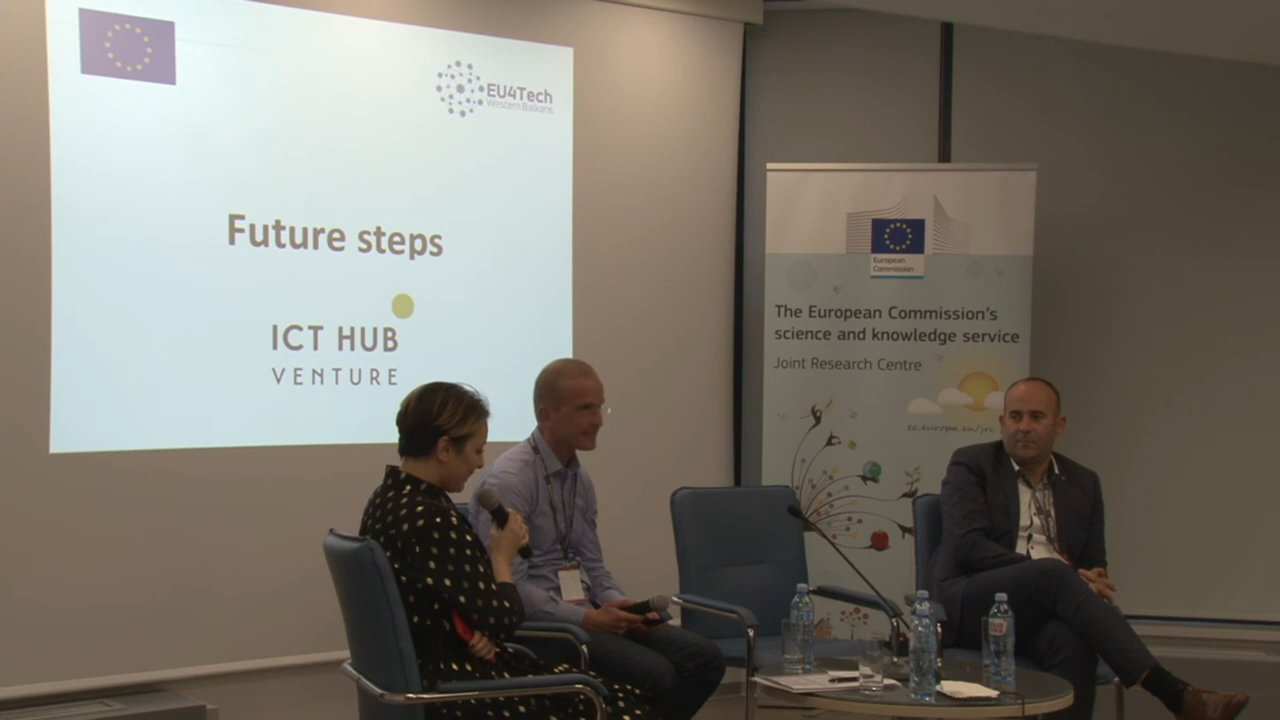 EU4Tech
Western Balkans
Future steps
ICT HUB
VENTURE
European
Commission
The European Commission's
science and knowledge service
Joint Research Centre
ec.europa.eu/jrc